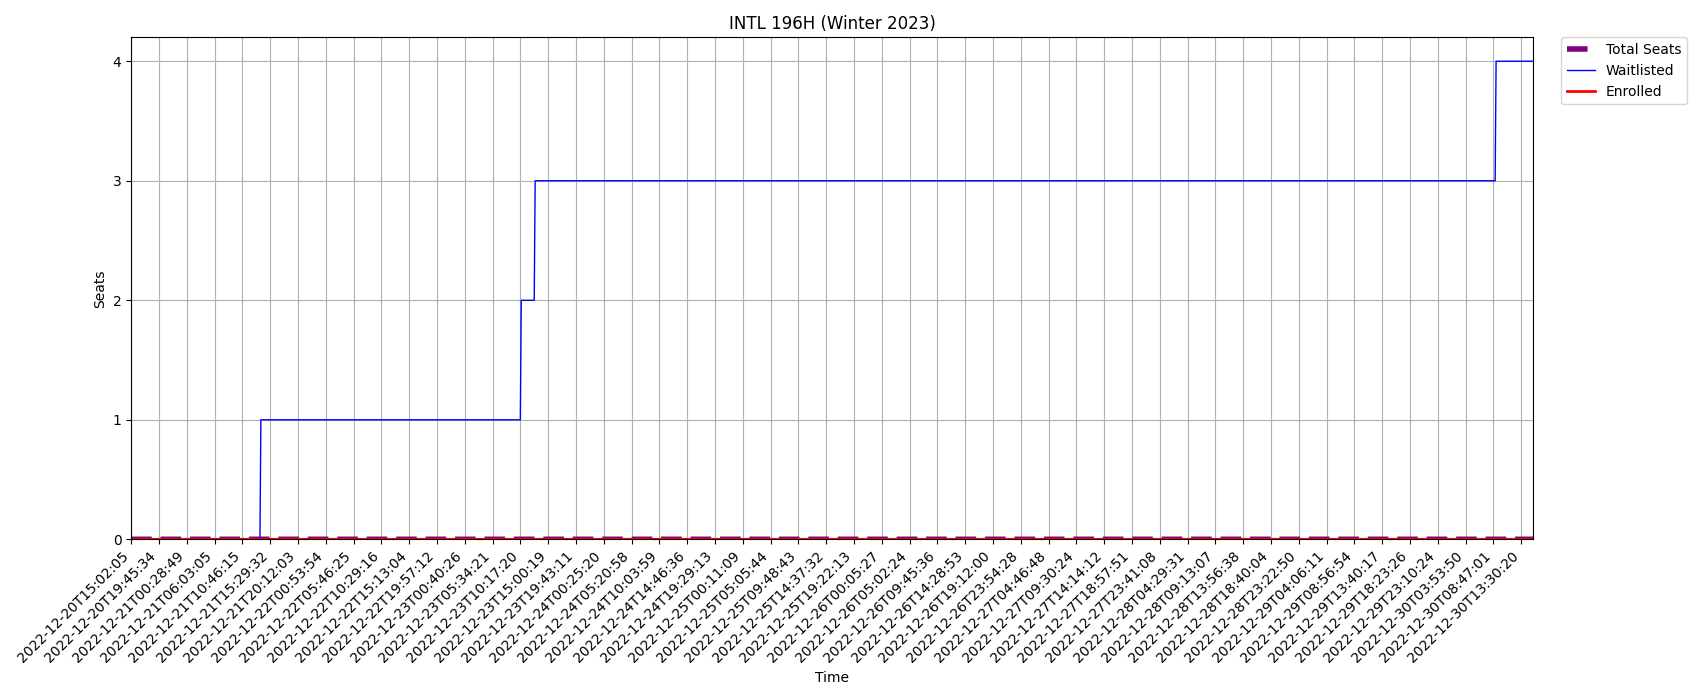 INTL 196H (Winter 2023)
Total Seats
Waitlisted
Enrolled
Seats
4
3
2
1
0
2022-12-20T15:02:05
2022-12-20T19:45:34
2022-12-21T00:28:49
2022-12-21T06:03:05
2022-12-21T10:46:15
2022-12-21T15:29:32
2022-12-21T20:12:03
2022-12-22T00:53:54
2022-12-22T05:46:25
2022-12-22T10:29:16
2022-12-22T15:13:04
2022-12-22T19:57:12
2022-12-23T00:40:26
2022-12-23T05:34:21
2022-12-23T10:17:20
2022-12-23T15:00:19
2022-12-23T19:43:11
2022-12-24T00:25:20
2022-12-24T05:20:58
2022-12-24T10:03:59
2022-12-24T14:46:36
2022-12-24T19:29:13
2022-12-25T00:11:09
2022-12-25T05:05:44
2022-12-25T09:48:43
2022-12-25T14:37:32
2022-12-25T19:22:13
2022-12-26T00:05:27
2022-12-26T05:02:24
2022-12-26T09:45:36
2022-12-26T14:28:53
2022-12-26T19:12:00
2022-12-26T23:54:28
2022-12-27T04:46:48
2022-12-27T09:30:24
2022-12-27T14:14:12
2022-12-27T18:57:51
2022-12-27T23:41:08
2022-12-28T04:29:31
2022-12-28T09:13:07
2022-12-28T13:56:38
2022-12-28T18:40:04
2022-12-28T23:22:50
2022-12-29T04:06:11
2022-12-29T08:56:54
2022-12-29T13:40:17
2022-12-29T18:23:26
2022-12-29T23:10:24
2022-12-30T03:53:50
2022-12-30T08:47:01
2022-12-30T13:30:20
Time